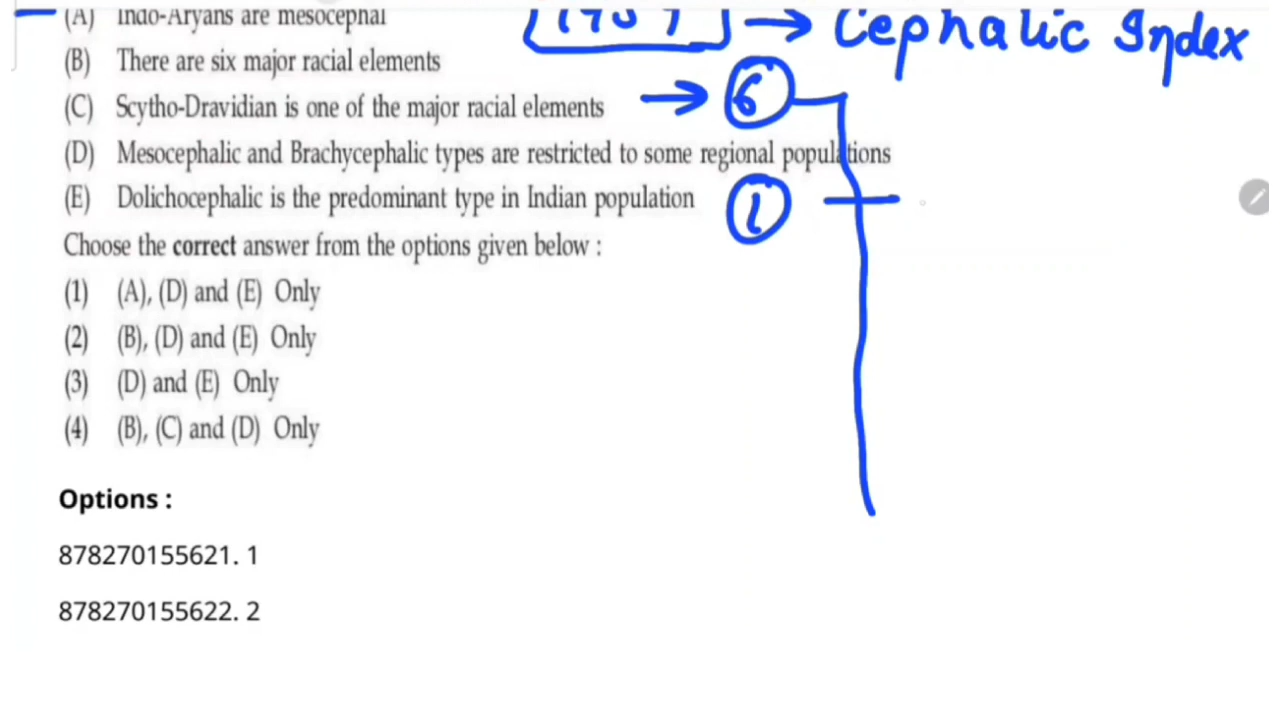 (A) Indo-Aryans are mesocephal
→ Cephalic Index
(B) There are six major racial elements
(C) Scytho-Dravidian is one of the major racial elements → 6
(D) Mesocephalic and Brachycephalic types are restricted to some regional populations
(E) Dolichocephalic is the predominant type in Indian population 1
Choose the correct answer from the options given below :
(1) (A), (D) and (E) Only
(2) (B), (D) and (E) Only
(3) (D) and (E) Only
(4) (B), (C) and (D) Only
Options :
878270155621. 1
878270155622. 2